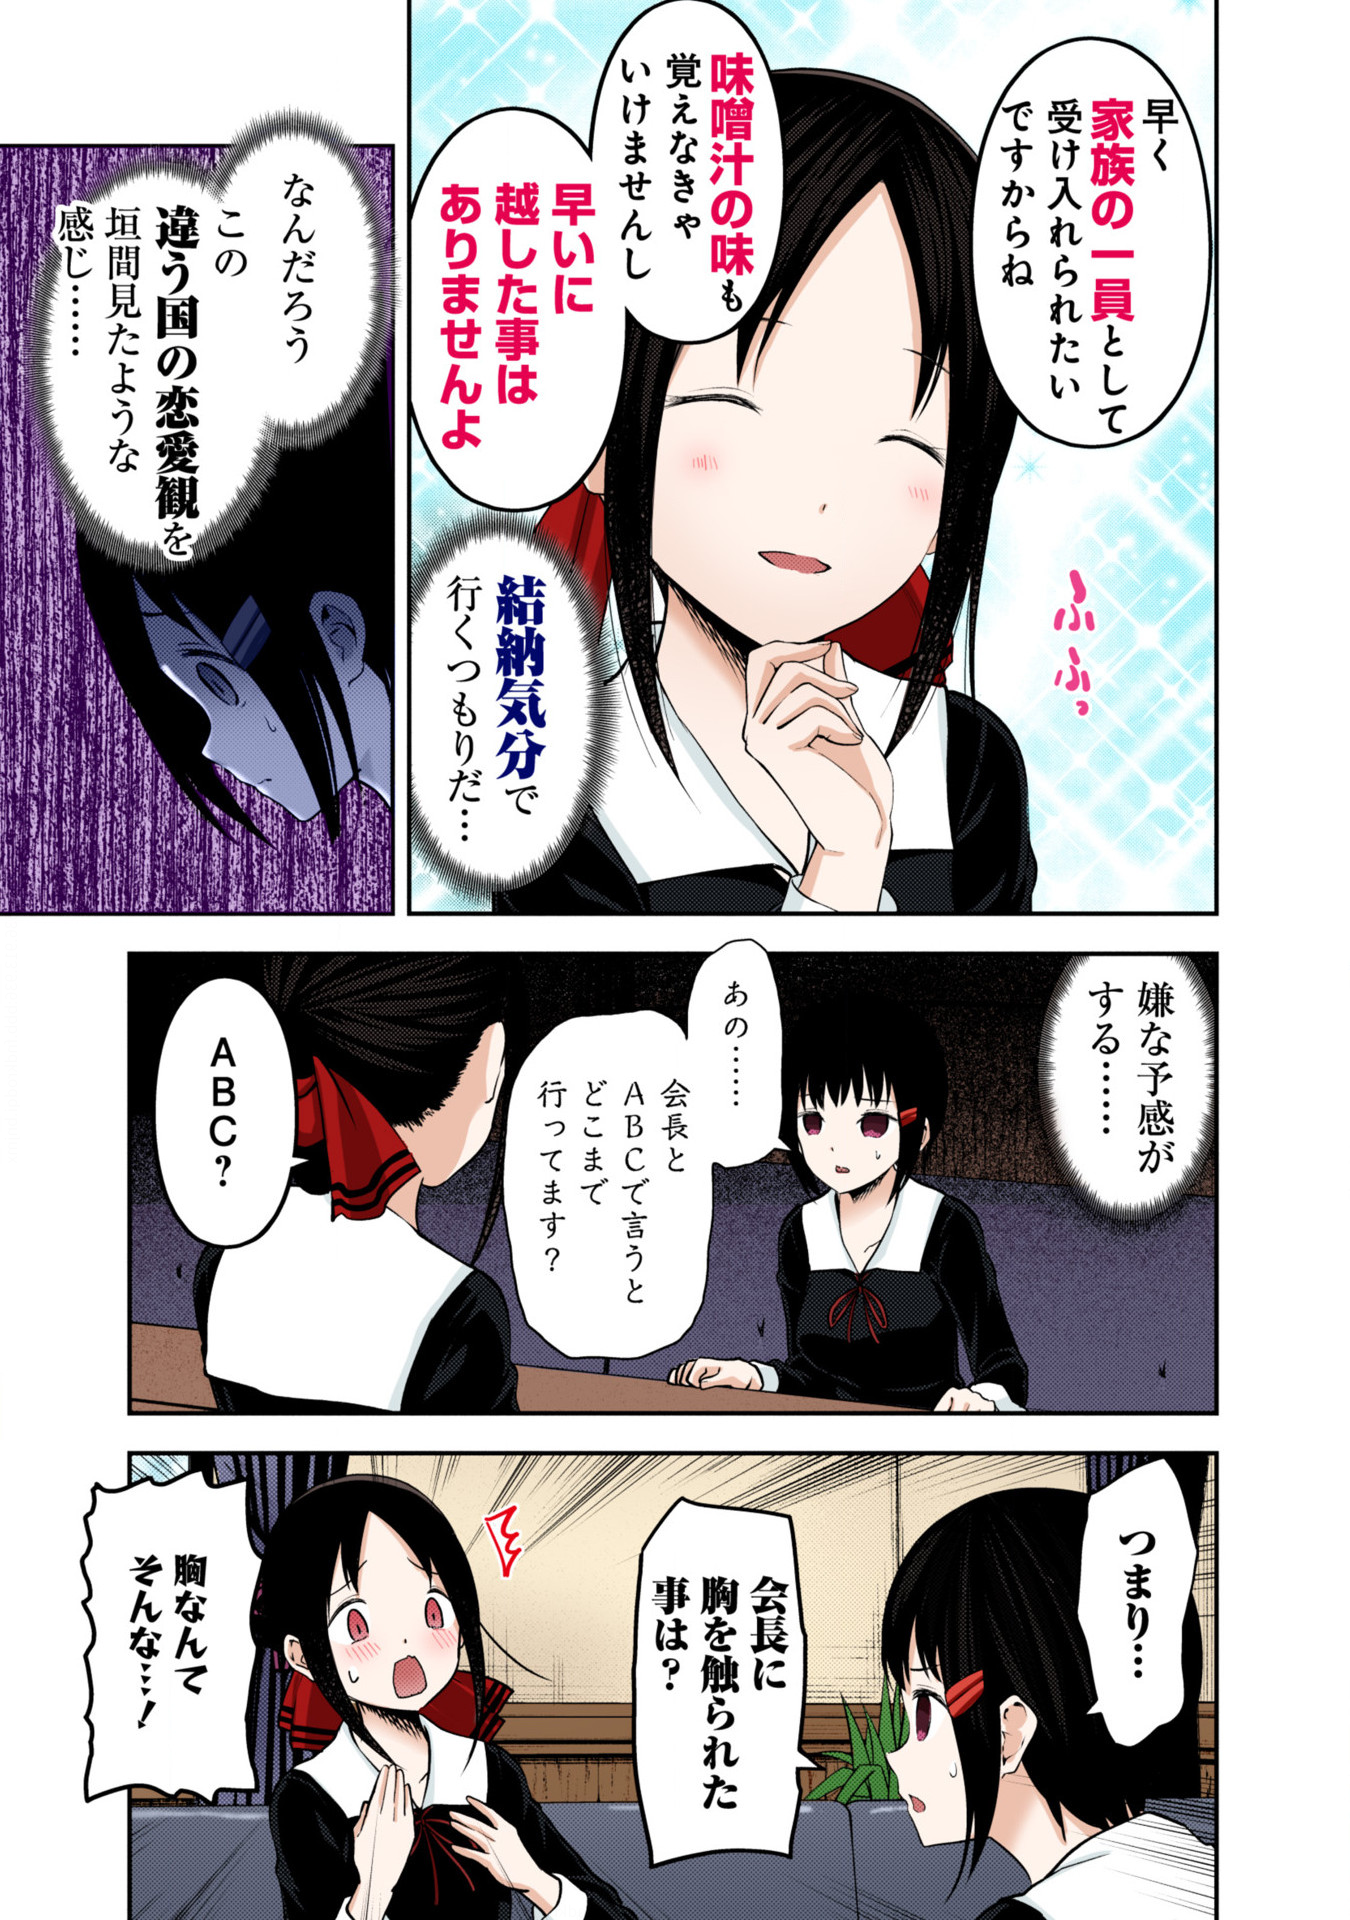 早く
家族の一員として
受け入れられたい
ですからね
味噌汁の味も
覚えなきゃ
いけませんし
早いに
越した事は
ありませんよ
ふふっ
結納気分で
行くつもりだ…
なんだろう
この
違う国の恋愛観を
垣間見たような
感じ……
嫌な予感が
する……
あの……
会長と
ＡＢＣで言うと
どこまで
行ってます？
ＡＢＣ？
つまり…
会長に
胸を触られた
事は？
胸なんて
そんな…！